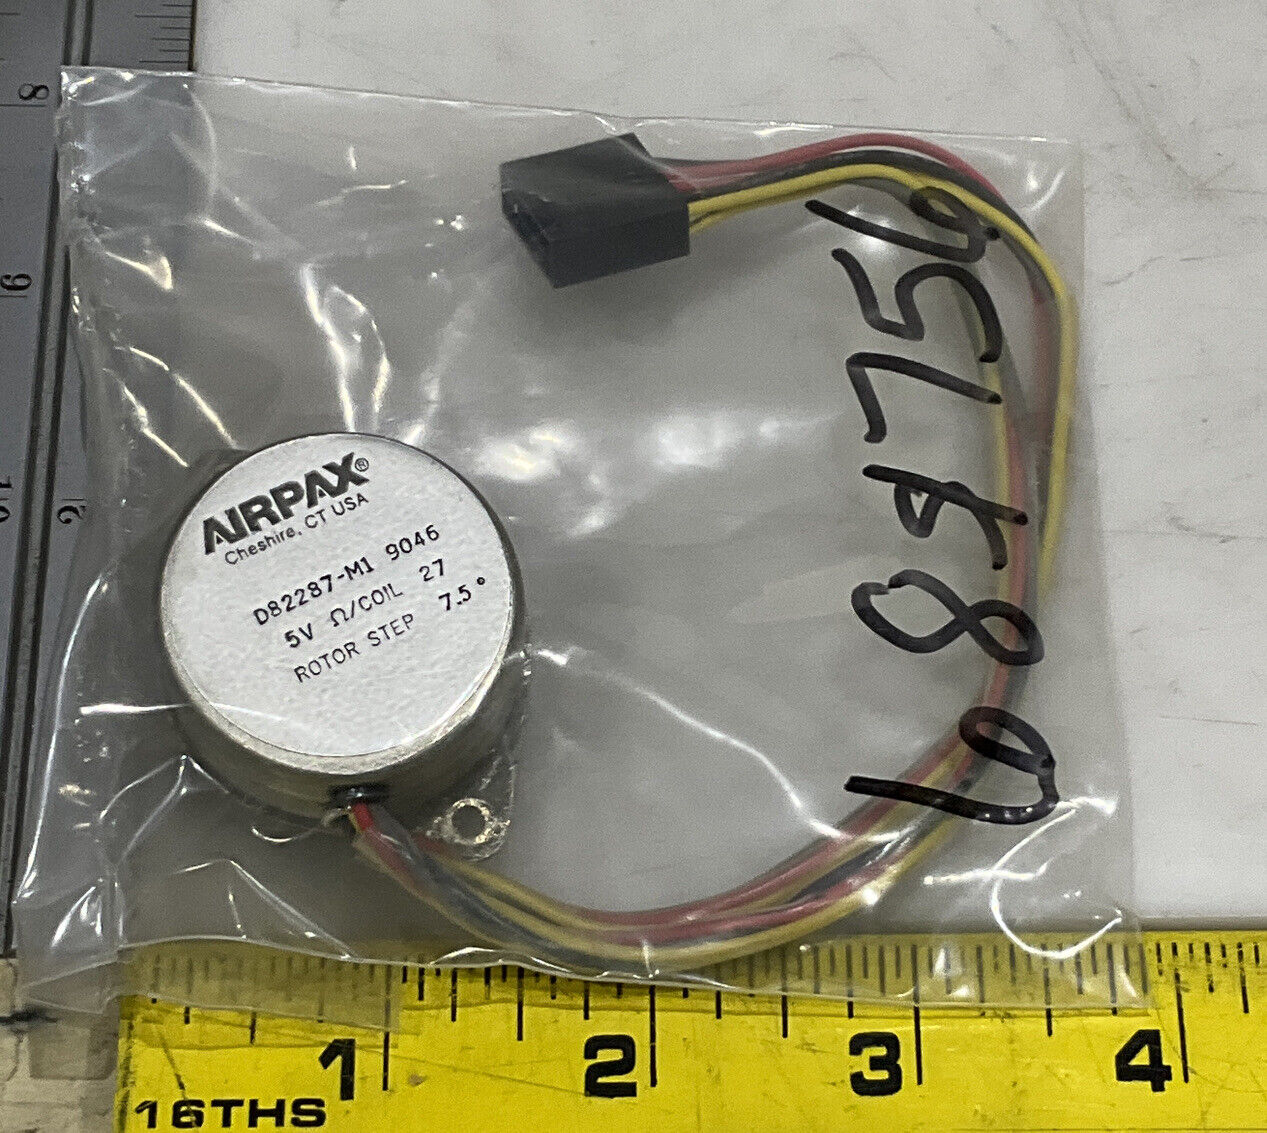 AIRPAX®
Cheshire, CT USA
D82287-M1 9046
5V Ω/COIL 27
ROTOR STEP 7.5°
8
9
10
2
1 2 3 4
16THS